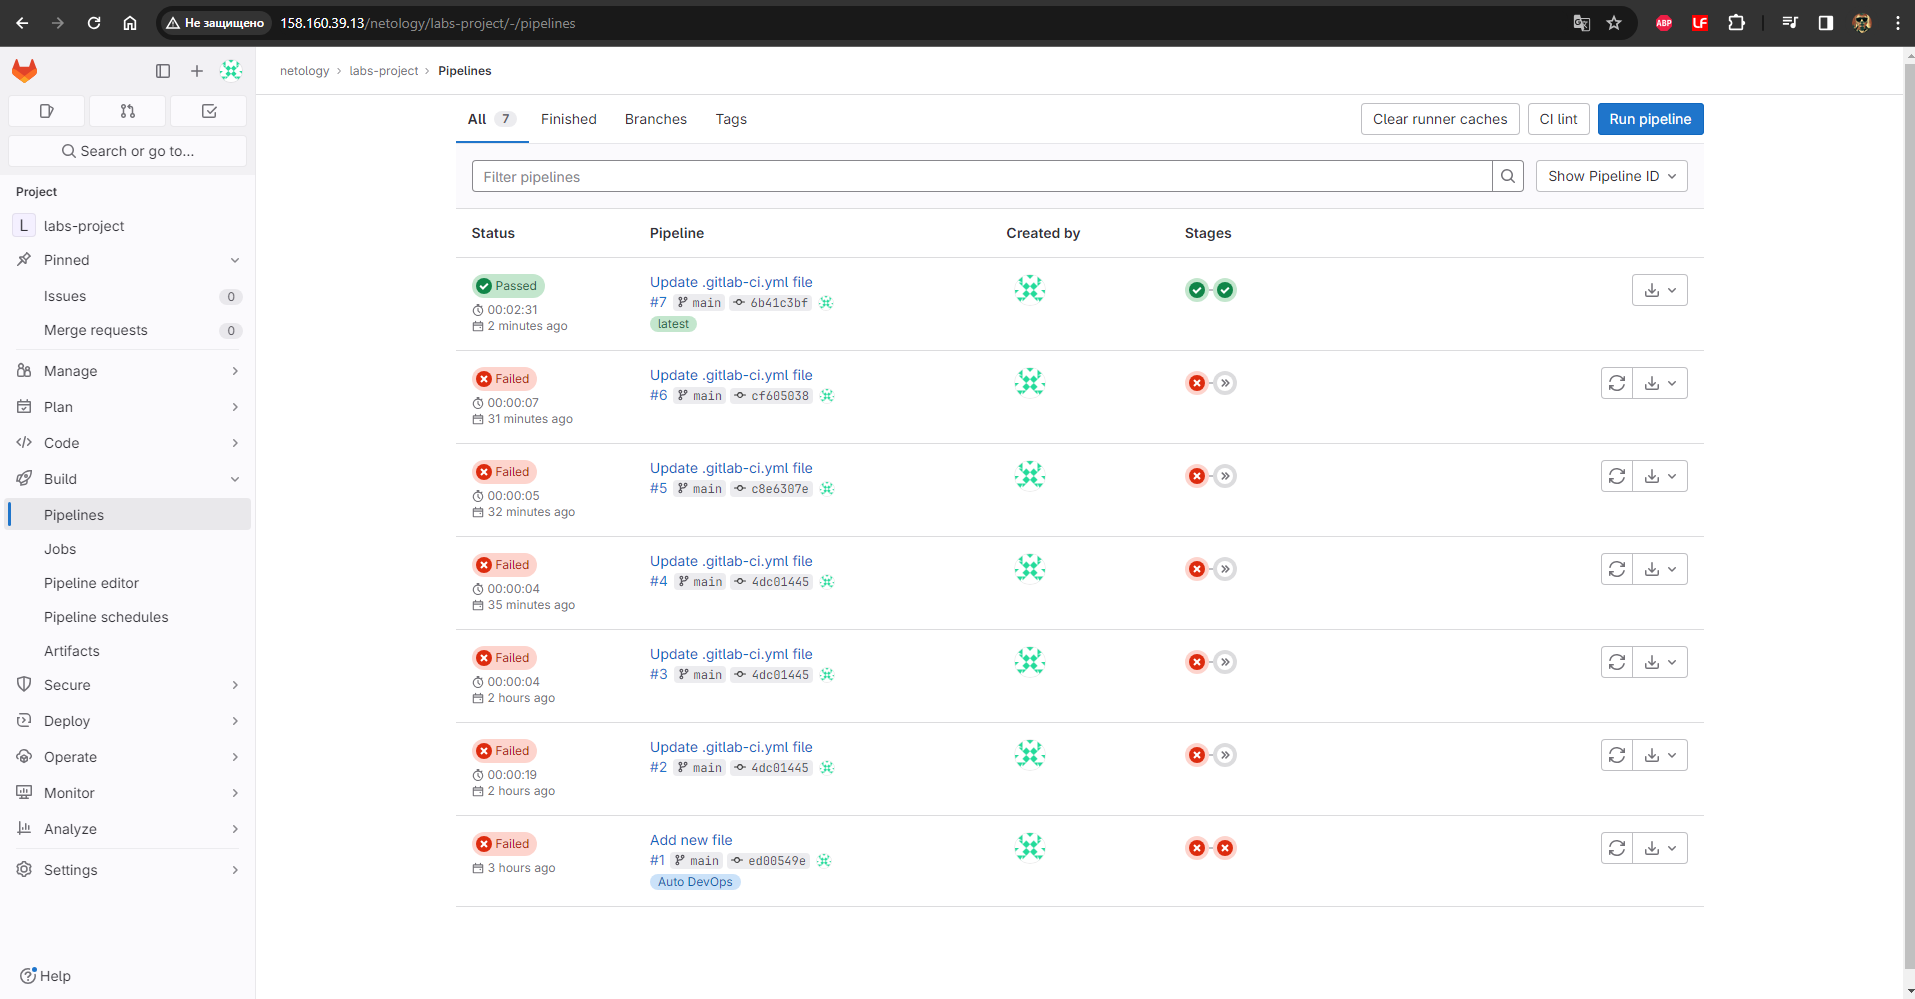 Не защищено 158.160.39.13/netology/labs-project/-/pipelines
ABP
LF
Search or go to...
Project
L labs-project
Pinned
Issues 0
Merge requests 0
Manage
Plan
Code
Build
Pipelines
Jobs
Pipeline editor
Pipeline schedules
Artifacts
Secure
Deploy
Operate
Monitor
Analyze
Settings
Help
netology › labs-project › Pipelines
All 7 Finished Branches Tags
Clear runner caches CI lint Run pipeline
Filter pipelines Show Pipeline ID
Status Pipeline Created by Stages
Passed
00:02:31
2 minutes ago
Update .gitlab-ci.yml file
#7 main 6b41c3bf
latest
Failed
00:00:07
31 minutes ago
Update .gitlab-ci.yml file
#6 main cf605038
Failed
00:00:05
32 minutes ago
Update .gitlab-ci.yml file
#5 main c8e6307e
Failed
00:00:04
35 minutes ago
Update .gitlab-ci.yml file
#4 main 4dc01445
Failed
00:00:04
2 hours ago
Update .gitlab-ci.yml file
#3 main 4dc01445
Failed
00:00:19
2 hours ago
Update .gitlab-ci.yml file
#2 main 4dc01445
Failed
3 hours ago
Add new file
#1 main ed00549e
Auto DevOps